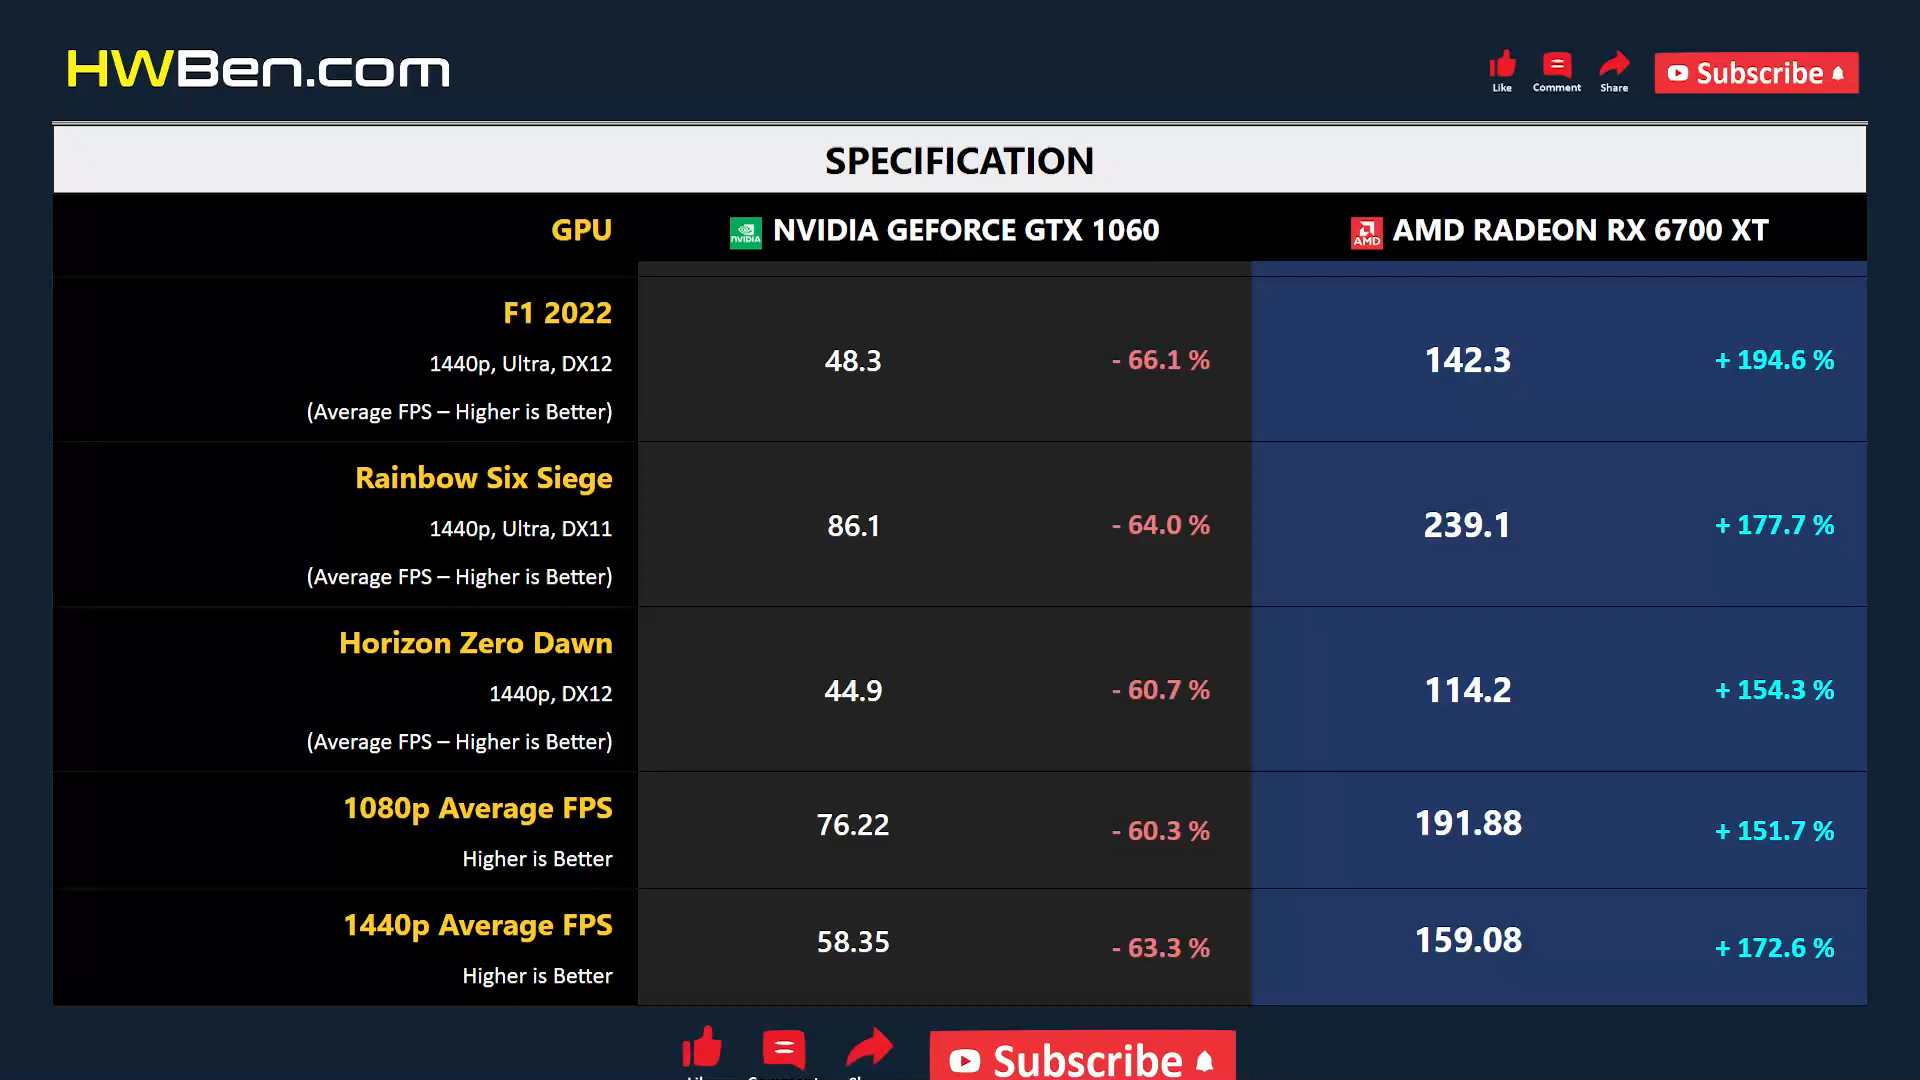 HWBen.com
Like Comment Share Subscribe
SPECIFICATION
GPU NVIDIA NVIDIA GEFORCE GTX 1060 AMD AMD RADEON RX 6700 XT
F1 2022
1440p, Ultra, DX12
(Average FPS – Higher is Better)
48.3 - 66.1 % 142.3 + 194.6 %
Rainbow Six Siege
1440p, Ultra, DX11
(Average FPS – Higher is Better)
86.1 - 64.0 % 239.1 + 177.7 %
Horizon Zero Dawn
1440p, DX12
(Average FPS – Higher is Better)
44.9 - 60.7 % 114.2 + 154.3 %
1080p Average FPS
Higher is Better
76.22 - 60.3 % 191.88 + 151.7 %
1440p Average FPS
Higher is Better
58.35 - 63.3 % 159.08 + 172.6 %
Subscribe